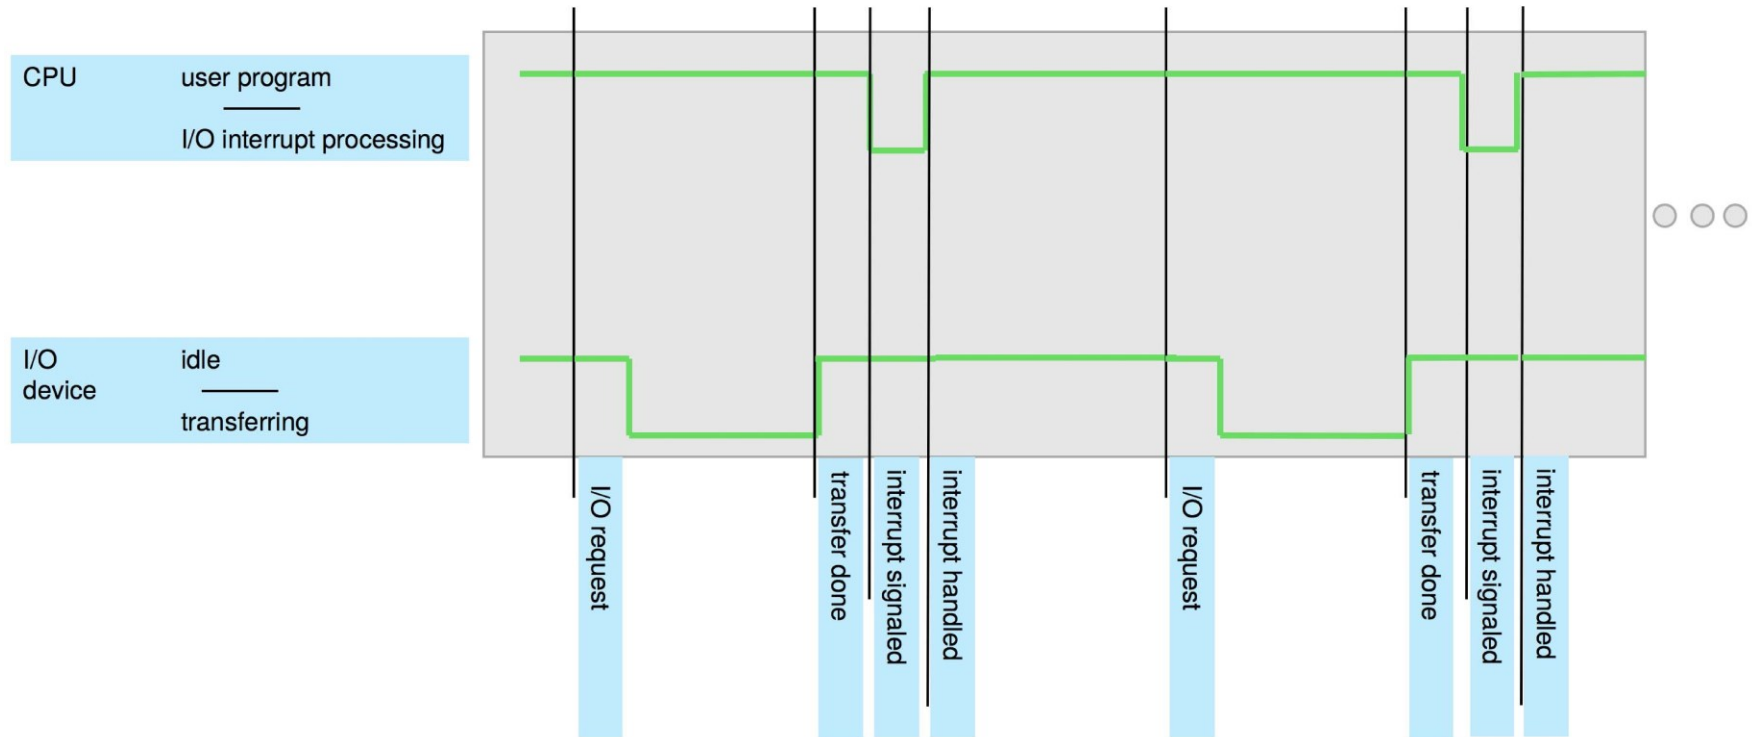 CPU
user program
I/O interrupt processing
I/O
device
idle
transferring
I/O request
transfer done
interrupt signaled
interrupt handled
I/O request
transfer done
interrupt signaled
interrupt handled